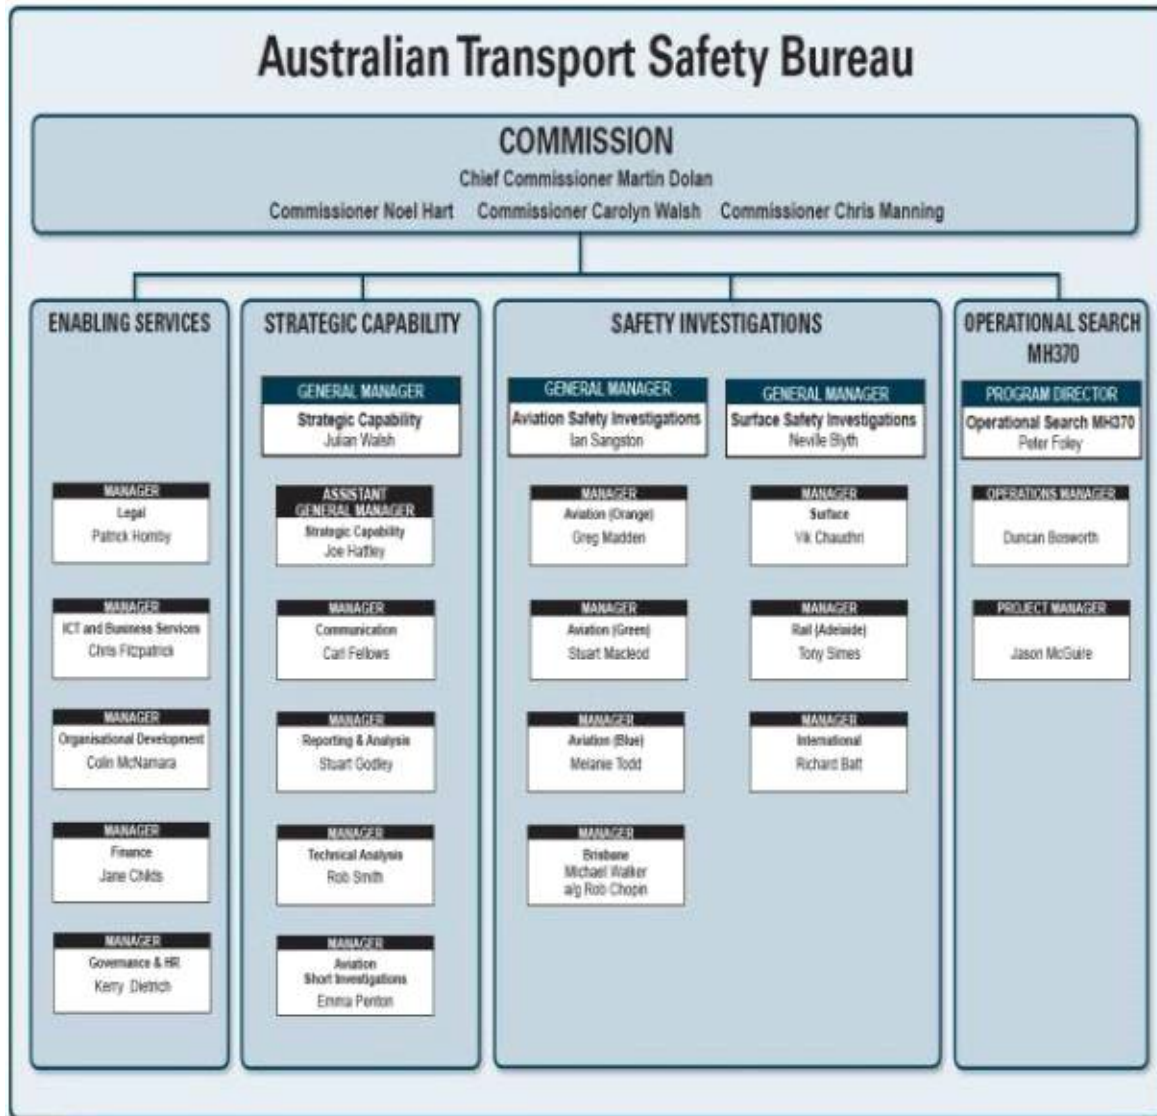 Australian Transport Safety Bureau
COMMISSION
Chief Commissioner Martin Dolan
Commissioner Noel Hart Commissioner Carolyn Walsh Commissioner Chris Manning
ENABLING SERVICES
MANAGER
Legal
Patrick Hornby
MANAGER
ICT and Business Services
Chris Fitzpatrick
MANAGER
Organisational Development
Colin McNamara
MANAGER
Finance
Jane Childs
MANAGER
Governance & HR
Kerry Dietrich
STRATEGIC CAPABILITY
GENERAL MANAGER
Strategic Capability
Julian Walsh
ASSISTANT
GENERAL MANAGER
Strategic Capability
Joe Hattley
MANAGER
Communication
Carl Fellows
MANAGER
Reporting & Analysis
Stuart Godley
MANAGER
Technical Analysis
Rob Smith
MANAGER
Aviation
Short Investigations
Emma Penton
SAFETY INVESTIGATIONS
GENERAL MANAGER
Aviation Safety Investigations
Ian Sangston
MANAGER
Aviation (Orange)
Greg Madden
MANAGER
Aviation (Green)
Stuart Macleod
MANAGER
Aviation (Blue)
Melanie Todd
MANAGER
Brisbane
Michael Walker
a/g Rob Chopin
GENERAL MANAGER
Surface Safety Investigations
Neville Blyth
MANAGER
Surface
Vik Chaudhri
MANAGER
Rail (Adelaide)
Tony Simes
MANAGER
International
Richard Batt
OPERATIONAL SEARCH
MH370
PROGRAM DIRECTOR
Operational Search MH370
Peter Foley
OPERATIONS MANAGER
Duncan Bosworth
PROJECT MANAGER
Jason McGuire